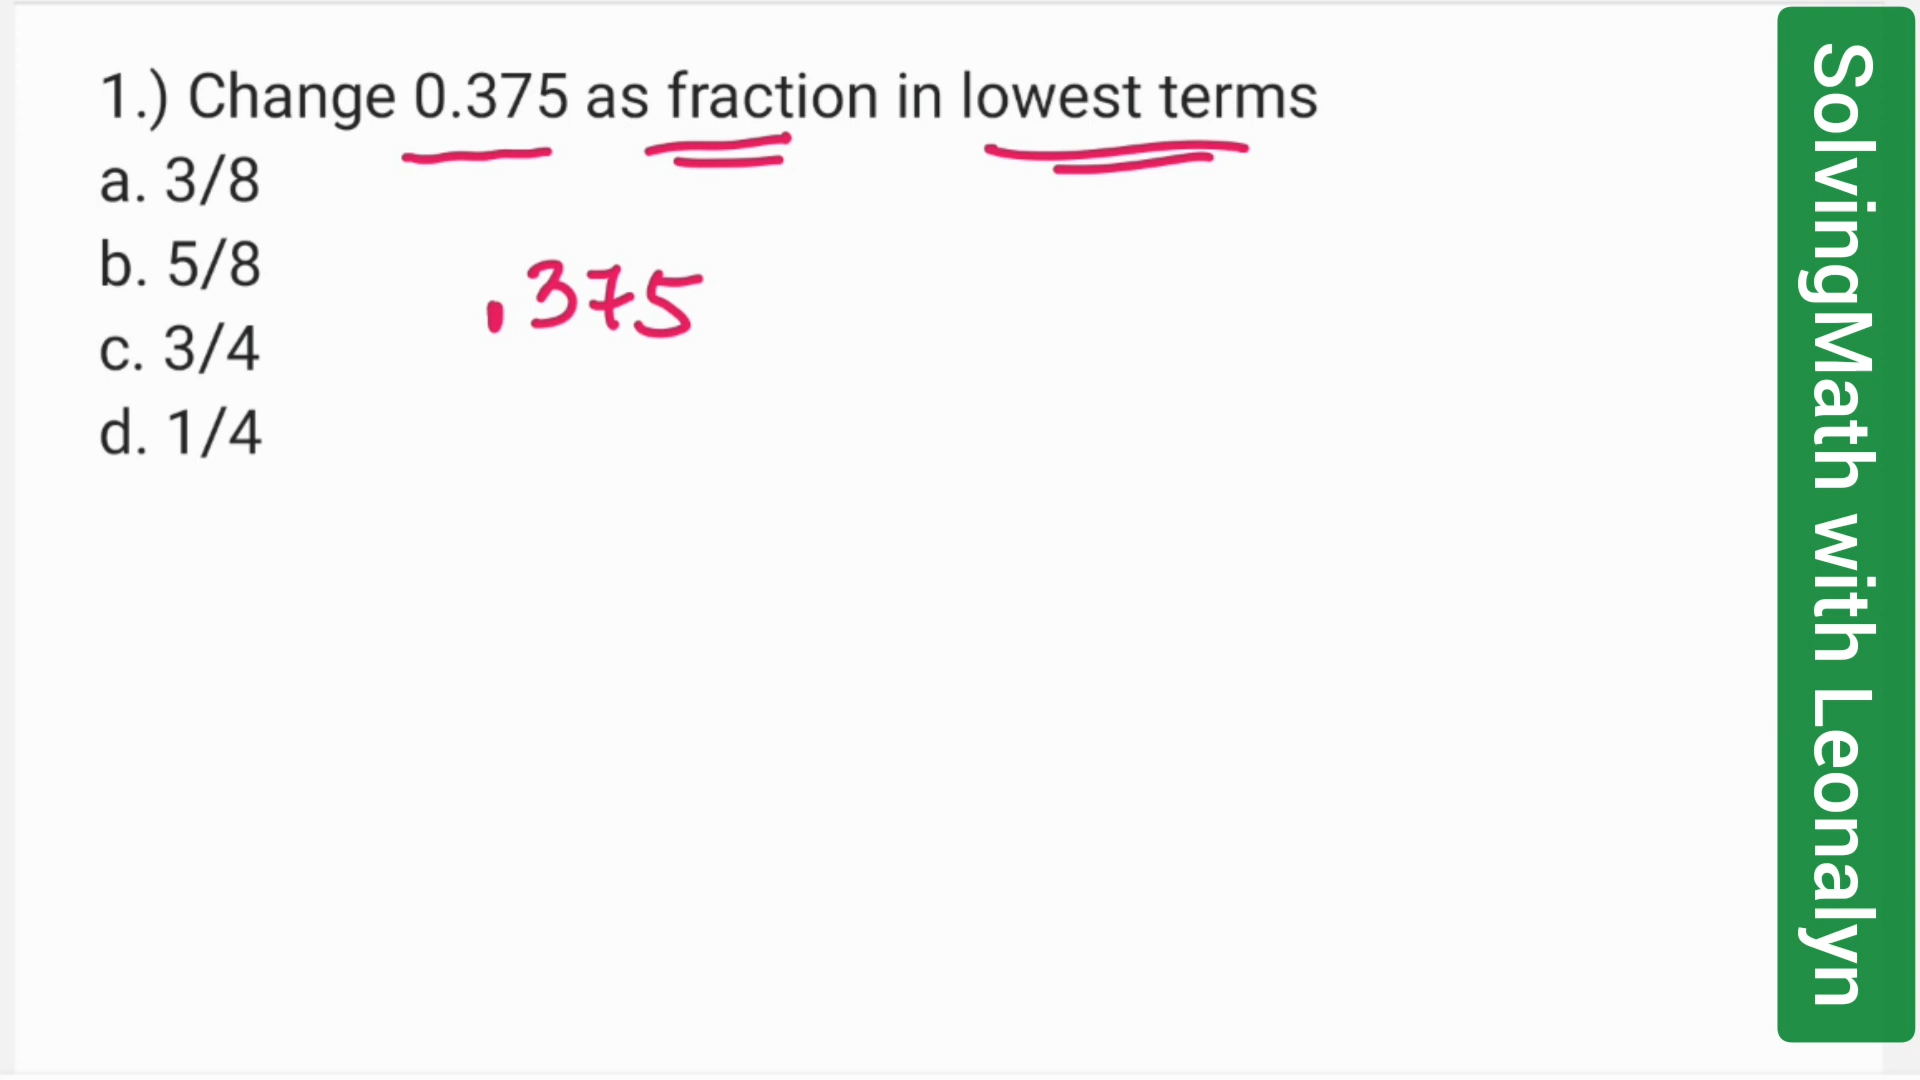 1.) Change 0.375 as fraction in lowest terms
a. 3/8
b. 5/8
c. 3/4
d. 1/4
.375
SolvingMath with Leonalyn